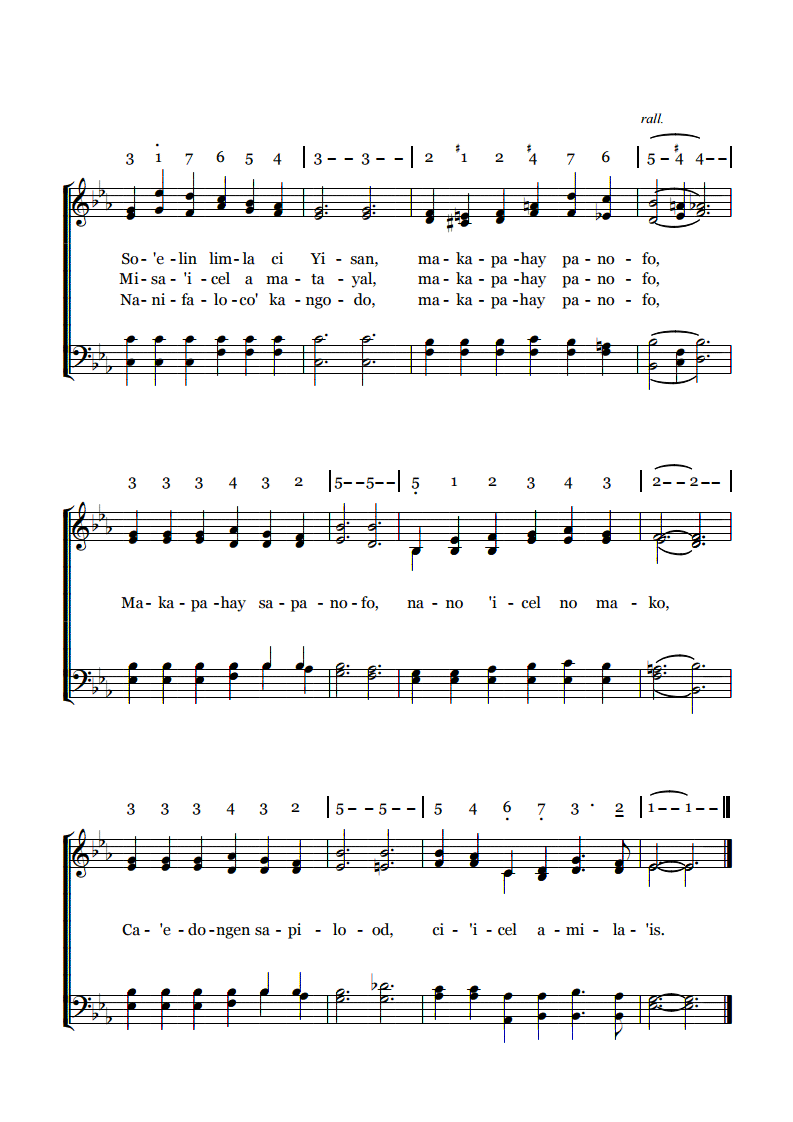 rall.
3 1̇ 7 6 5 4 | 3 – – 3 – – | 2 ♯1 2 ♯4 7 6 | 5 – ♯4 4 – – |
So - 'e - lin lim - la ci Yi - san, ma - ka - pa - hay pa - no - fo,
Mi - sa - 'i - cel a ma - ta - yal, ma - ka - pa - hay pa - no - fo,
Na - ni - fa - lo - co' ka - ngo - do, ma - ka - pa - hay pa - no - fo,
3 3 3 4 3 2 | 5 – – 5 – – | 5̣ 1 2 3 4 3 | 2 – – 2 – – |
Ma - ka - pa - hay sa - pa - no - fo, na - no 'i - cel no ma - ko,
3 3 3 4 3 2 | 5 – – 5 – – | 5 4 6̣ 7̣ 3 · 2̲ | 1 – – 1 – – ‖
Ca - 'e - do - ngen sa - pi - lo - od, ci - 'i - cel a - mi - la - 'is.